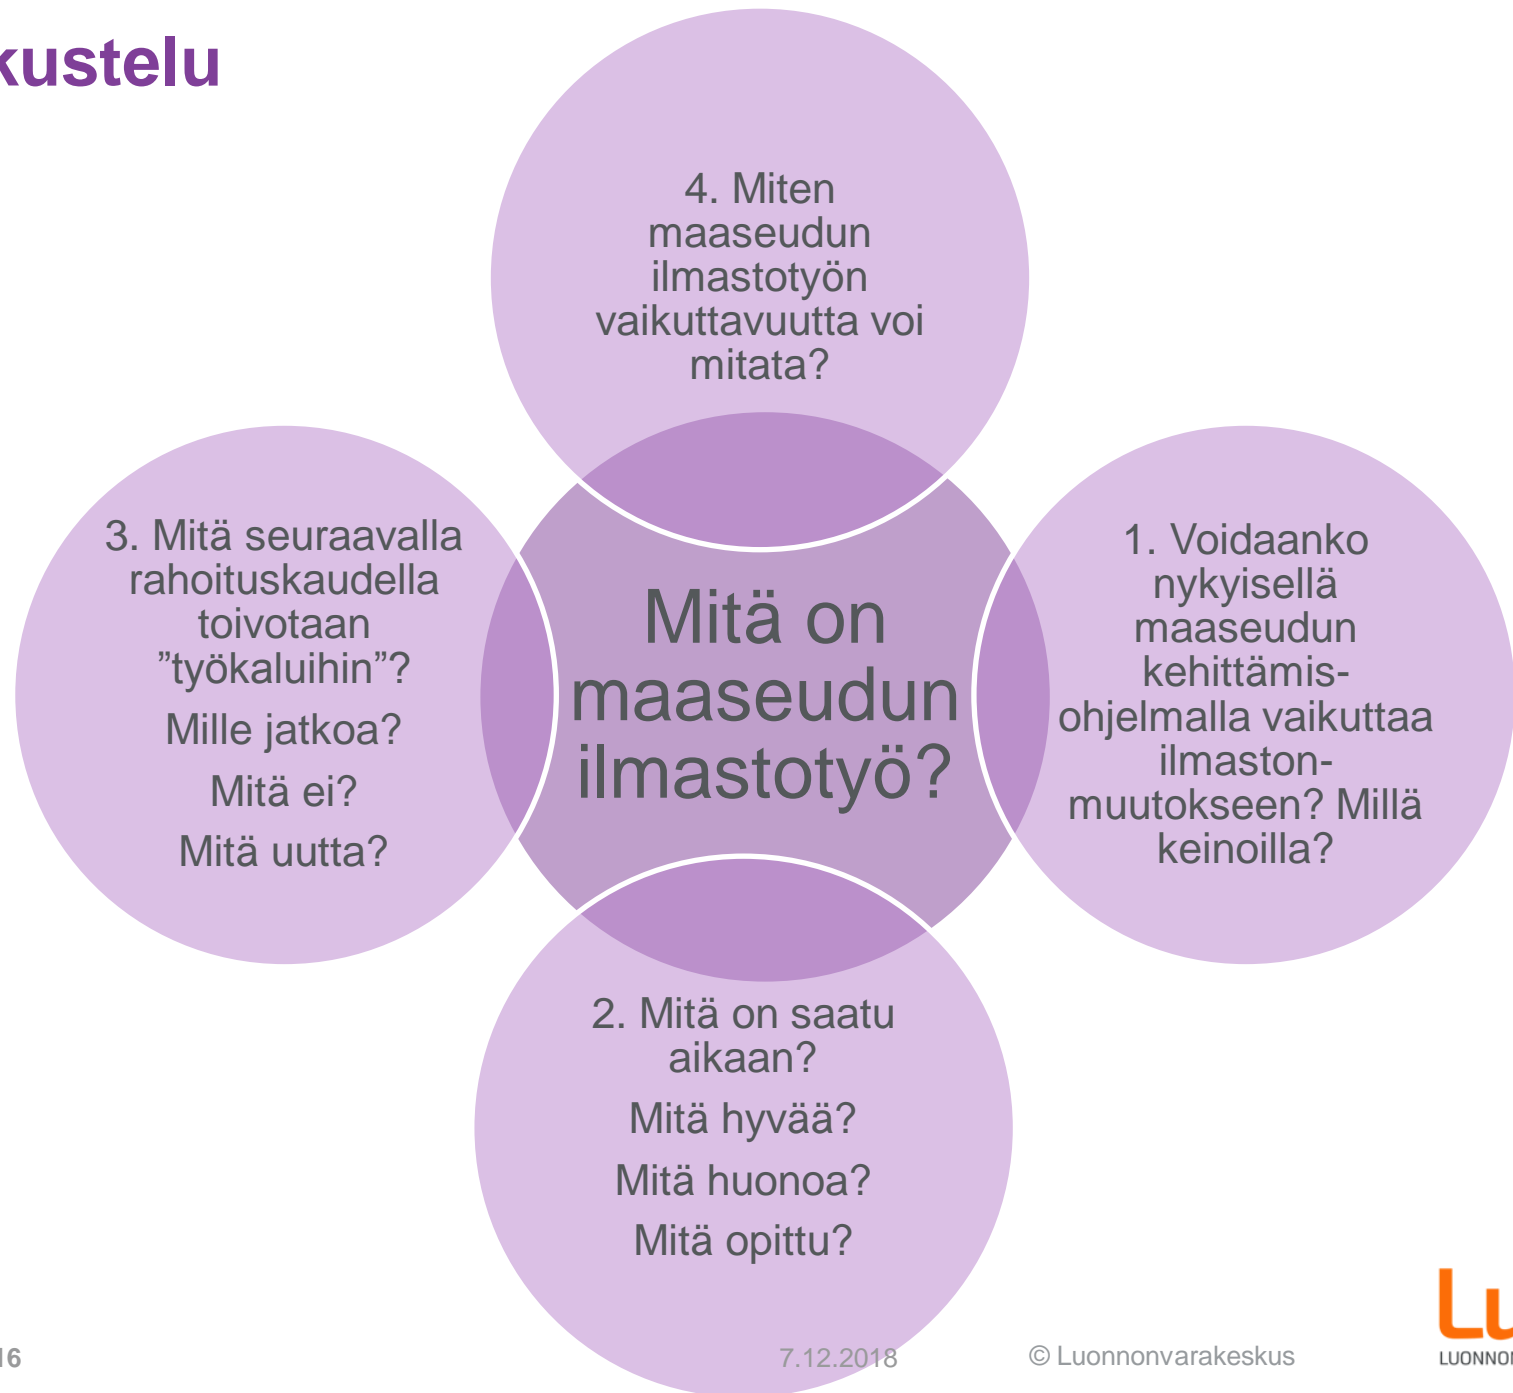 kustelu
4. Miten
maaseudun
ilmastotyön
vaikuttavuutta voi
mitata?
3. Mitä seuraavalla
rahoituskaudella
toivotaan
”työkaluihin”?
Mille jatkoa?
Mitä ei?
Mitä uutta?
Mitä on
maaseudun
ilmastotyö?
1. Voidaanko
nykyisellä
maaseudun
kehittämis-
ohjelmalla vaikuttaa
ilmaston-
muutokseen? Millä
keinoilla?
2. Mitä on saatu
aikaan?
Mitä hyvää?
Mitä huonoa?
Mitä opittu?
16
7.12.2018
© Luonnonvarakeskus
Lu
LUONNON